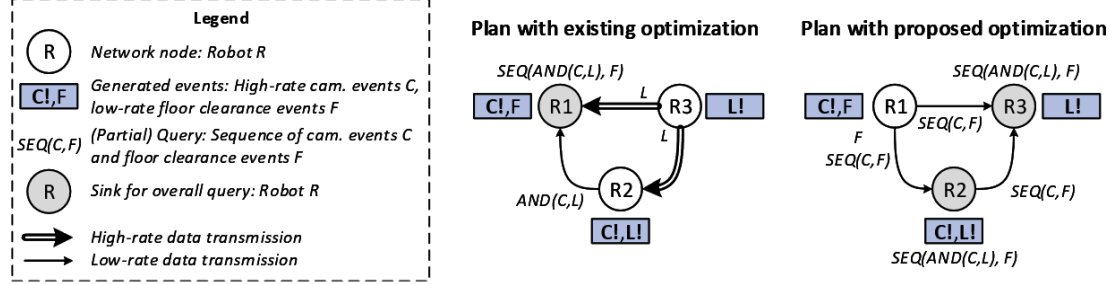 Legend
R
Network node: Robot R
C!,F
Generated events: High-rate cam. events C,
low-rate floor clearance events F
SEQ(C,F)
(Partial) Query: Sequence of cam. events C
and floor clearance events F
R
Sink for overall query: Robot R
High-rate data transmission
Low-rate data transmission
Plan with existing optimization
SEQ(AND(C,L), F)
C!,F
R1
L
R3
L!
L
R2
AND(C,L)
C!,L!
Plan with proposed optimization
SEQ(AND(C,L), F)
C!,F
R1
R3
L!
SEQ(C,F)
F
SEQ(C,F)
R2
SEQ(C,F)
C!,L!
SEQ(AND(C,L), F)